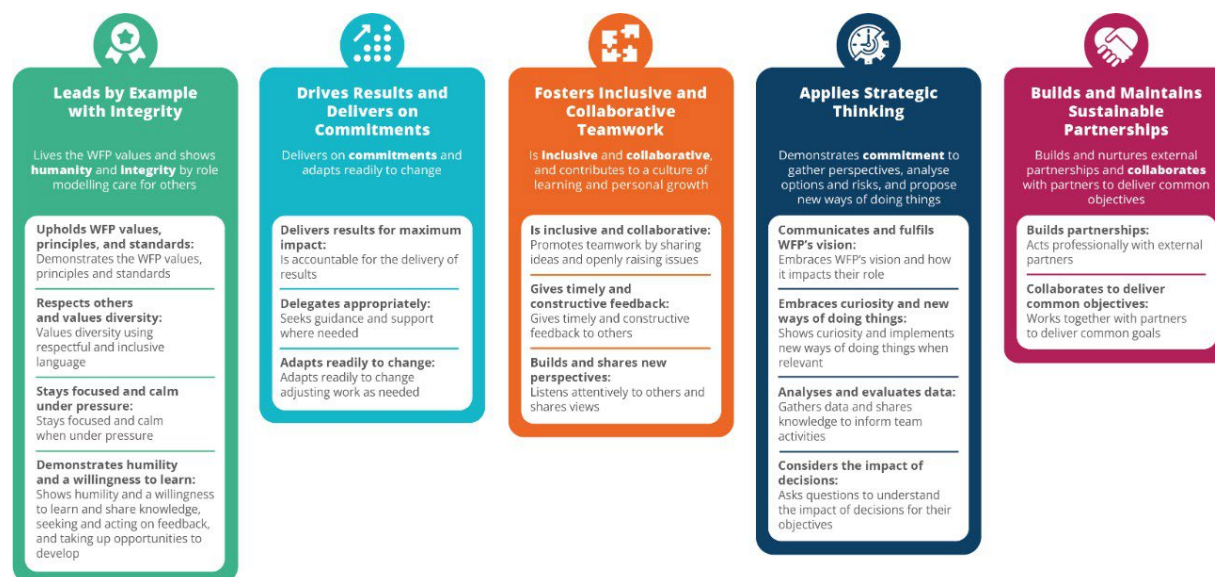 Leads by Example
with Integrity
Lives the WFP values and shows
humanity and integrity by role
modelling care for others
Upholds WFP values,
principles, and standards:
Demonstrates the WFP values,
principles and standards
Respects others
and values diversity:
Values diversity using
respectful and inclusive
language
Stays focused and calm
under pressure:
Stays focused and calm
when under pressure
Demonstrates humility
and a willingness to learn:
Shows humility and a willingness
to learn and share knowledge,
seeking and acting on feedback,
and taking up opportunities to
develop
Drives Results and
Delivers on
Commitments
Delivers on commitments and
adapts readily to change
Delivers results for maximum
impact:
Is accountable for the delivery of
results
Delegates appropriately:
Seeks guidance and support
where needed
Adapts readily to change:
Adapts readily to change
adjusting work as needed
Fosters Inclusive and
Collaborative
Teamwork
Is inclusive and collaborative,
and contributes to a culture of
learning and personal growth
Is inclusive and collaborative:
Promotes teamwork by sharing
ideas and openly raising issues
Gives timely and
constructive feedback:
Gives timely and constructive
feedback to others
Builds and shares new
perspectives:
Listens attentively to others and
shares views
Applies Strategic
Thinking
Demonstrates commitment to
gather perspectives, analyse
options and risks, and propose
new ways of doing things
Communicates and fulfils
WFP's vision:
Embraces WFP's vision and how
it impacts their role
Embraces curiosity and new
ways of doing things:
Shows curiosity and implements
new ways of doing things when
relevant
Analyses and evaluates data:
Gathers data and shares
knowledge to inform team
activities
Considers the impact of
decisions:
Asks questions to understand
the impact of decisions for their
objectives
Builds and Maintains
Sustainable
Partnerships
Builds and nurtures external
partnerships and collaborates
with partners to deliver common
objectives
Builds partnerships:
Acts professionally with external
partners
Collaborates to deliver
common objectives:
Works together with partners
to deliver common goals